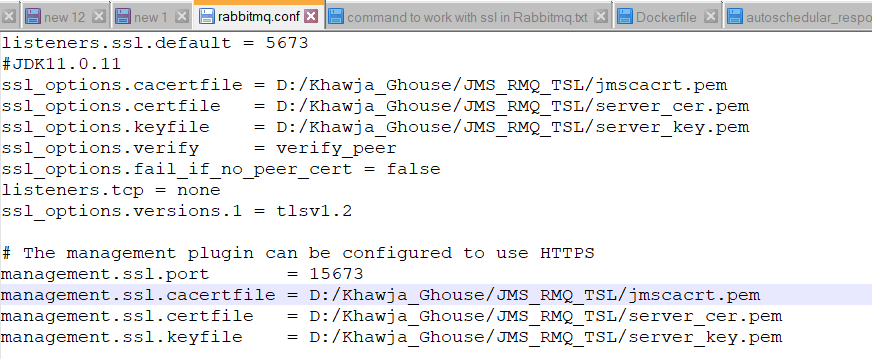 new 12 new 1 rabbitmq.conf command to work with ssl in Rabbitmq.txt Dockerfile autoschedular_respo
listeners.ssl.default = 5673
#JDK11.0.11
ssl_options.cacertfile = D:/Khawja_Ghouse/JMS_RMQ_TSL/jmscacrt.pem
ssl_options.certfile   = D:/Khawja_Ghouse/JMS_RMQ_TSL/server_cer.pem
ssl_options.keyfile    = D:/Khawja_Ghouse/JMS_RMQ_TSL/server_key.pem
ssl_options.verify     = verify_peer
ssl_options.fail_if_no_peer_cert = false
listeners.tcp = none
ssl_options.versions.1 = tlsv1.2
# The management plugin can be configured to use HTTPS
management.ssl.port       = 15673
management.ssl.cacertfile = D:/Khawja_Ghouse/JMS_RMQ_TSL/jmscacrt.pem
management.ssl.certfile   = D:/Khawja_Ghouse/JMS_RMQ_TSL/server_cer.pem
management.ssl.keyfile    = D:/Khawja_Ghouse/JMS_RMQ_TSL/server_key.pem